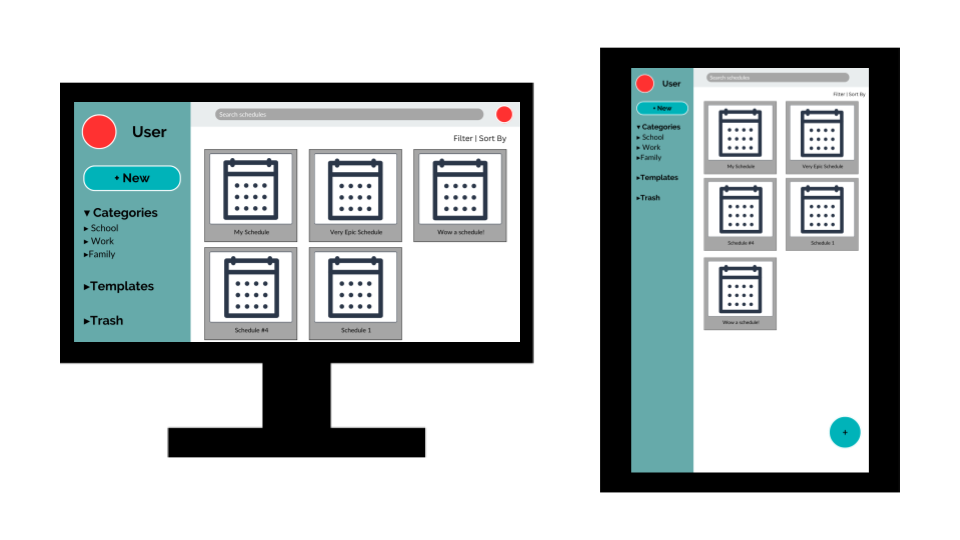 User
+ New
▾ Categories
▸ School
▸ Work
▸Family
▸Templates
▸Trash
Search schedules
Filter | Sort By
My Schedule
Very Epic Schedule
Wow a schedule!
Schedule #4
Schedule 1
User
+ New
▾ Categories
▸ School
▸ Work
▸Family
▸Templates
▸Trash
Search schedules
Filter | Sort By
My Schedule
Very Epic Schedule
Schedule #4
Schedule 1
Wow a schedule!
+